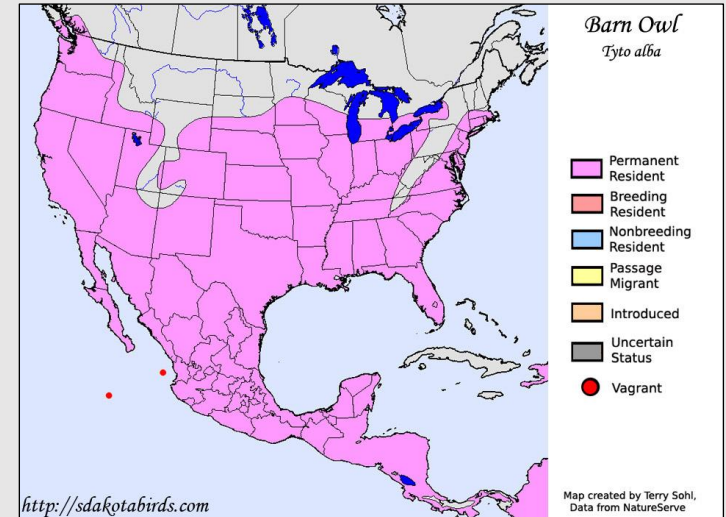 Barn Owl
Tyto alba
Permanent
Resident
Breeding
Resident
Nonbreeding
Resident
Passage
Migrant
Introduced
Uncertain
Status
Vagrant
http://sdakotabirds.com
Map created by Terry Sohl,
Data from NatureServe